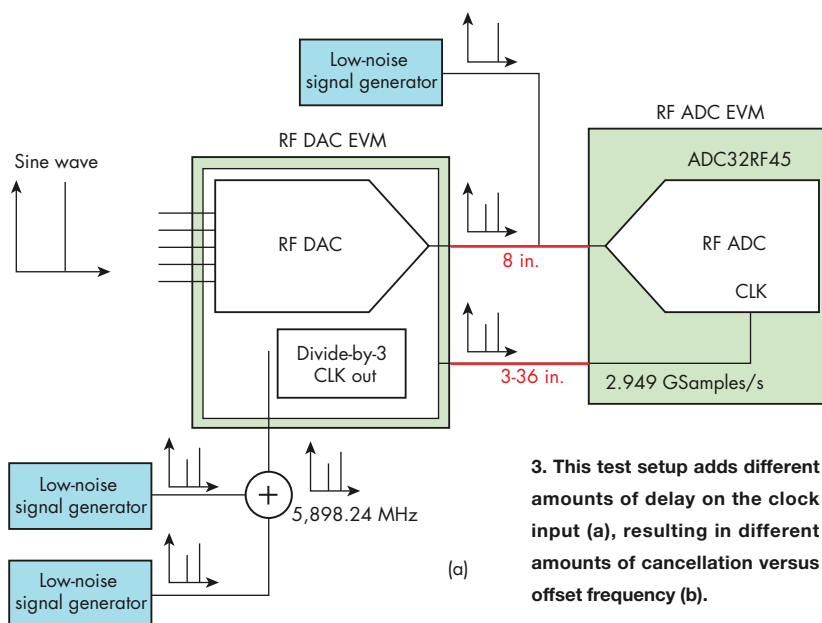 Low-noise
signal generator
RF ADC EVM
RF DAC EVM
ADC32RF45
Sine wave
RF DAC
RF ADC
8 in.
CLK
Divide-by-3
CLK out
3-36 in.
2.949 GSamples/s
Low-noise
signal generator
+
5,898.24 MHz
Low-noise
signal generator
(a)
3. This test setup adds different
amounts of delay on the clock
input (a), resulting in different
amounts of cancellation versus
offset frequency (b).